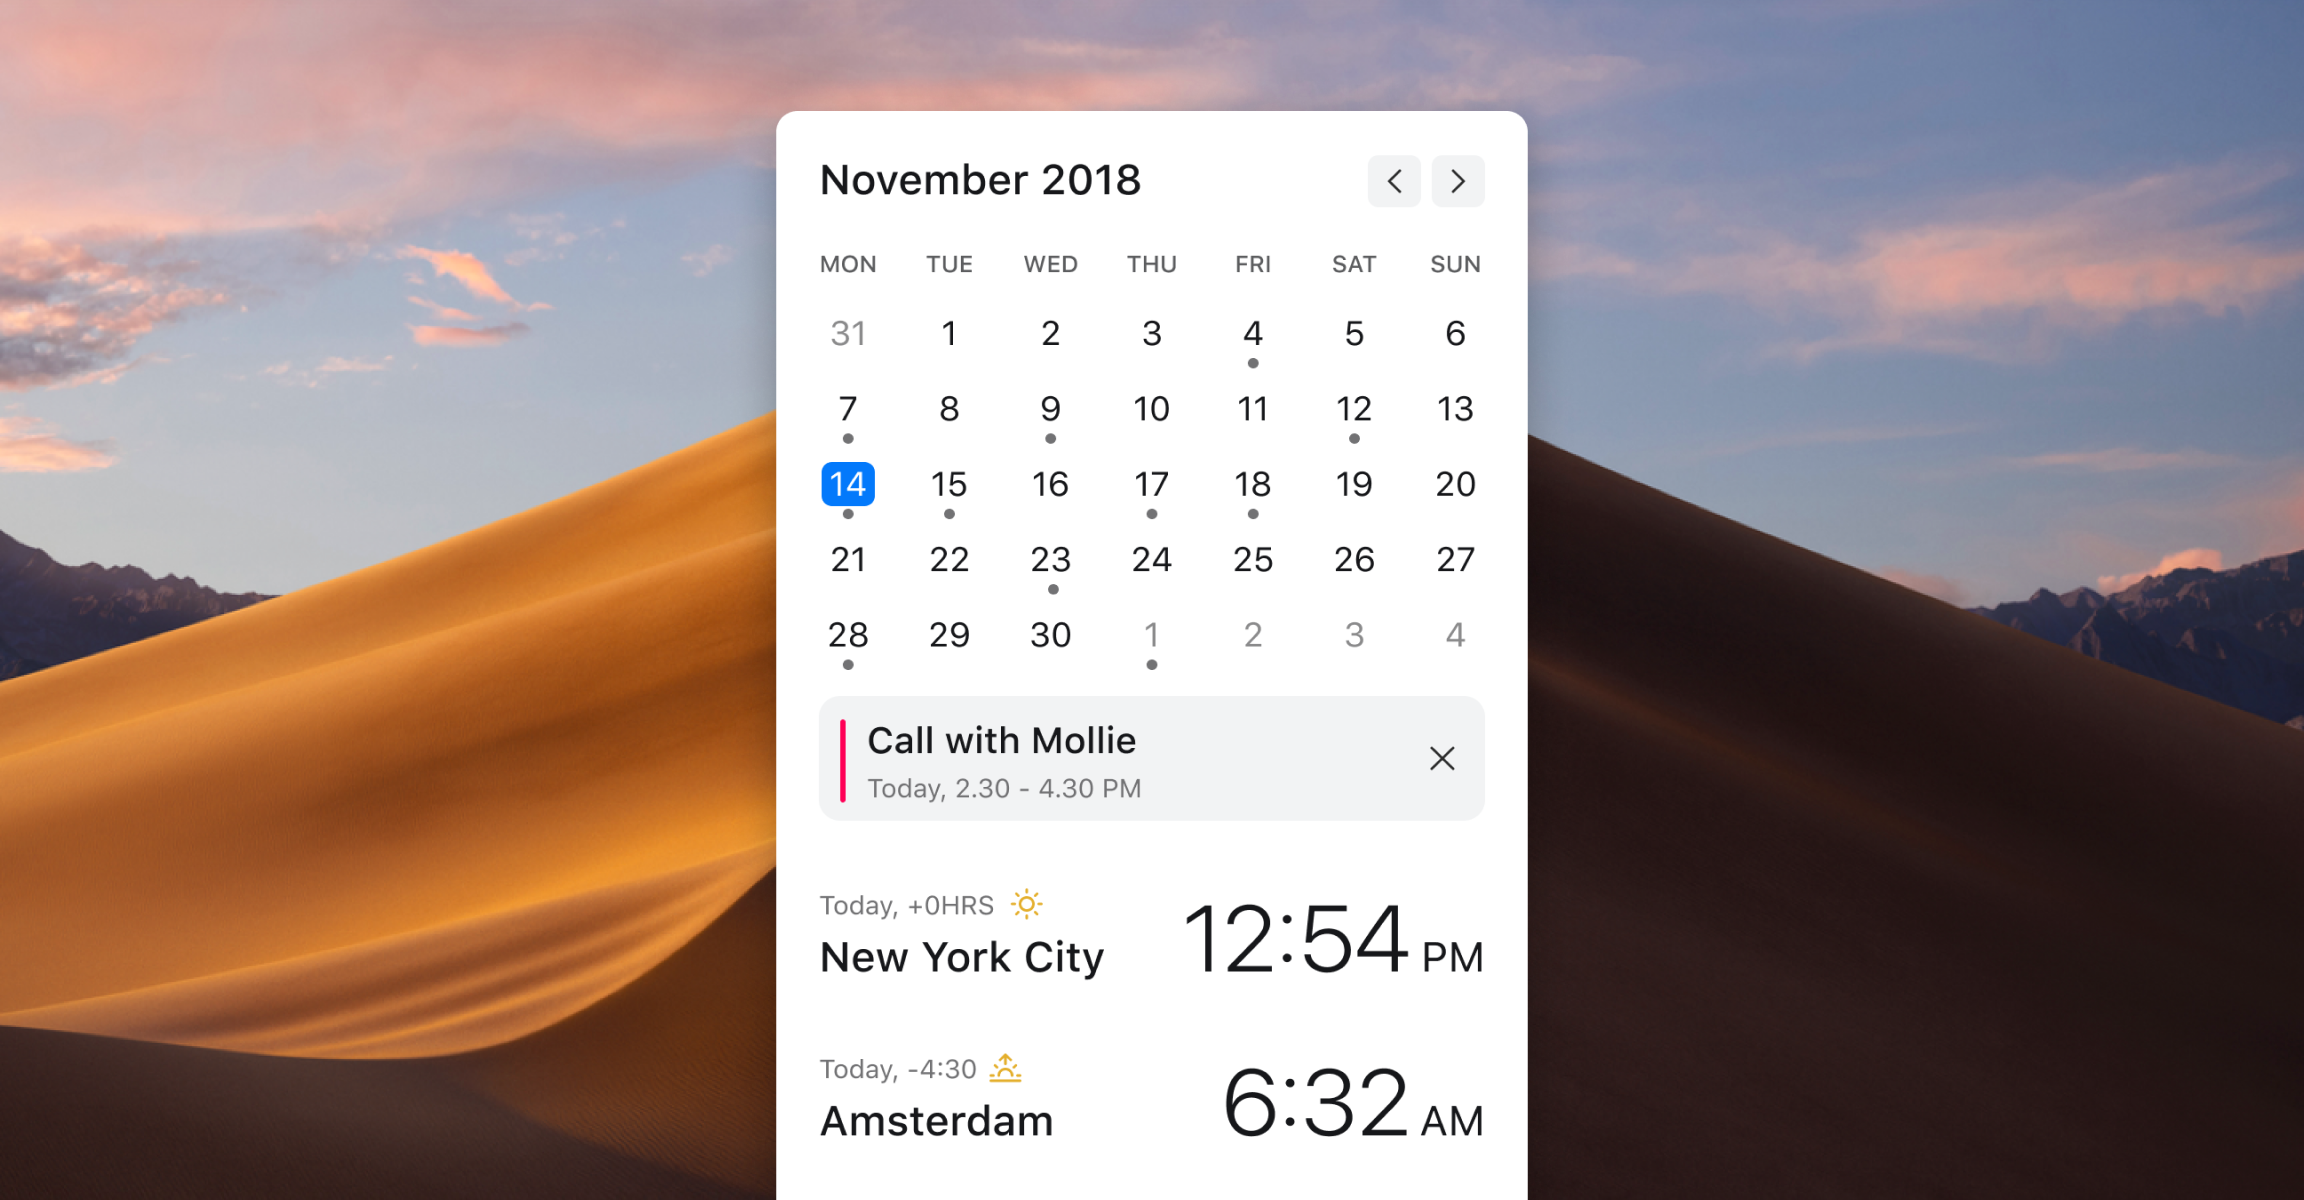 November 2018
MON TUE WED THU FRI SAT SUN
31 1 2 3 4 5 6
7 8 9 10 11 12 13
14 15 16 17 18 19 20
21 22 23 24 25 26 27
28 29 30 1 2 3 4
Call with Mollie
Today, 2.30 - 4.30 PM
Today, +0HRS
New York City
12:54 PM
Today, -4:30
Amsterdam
6:32 AM